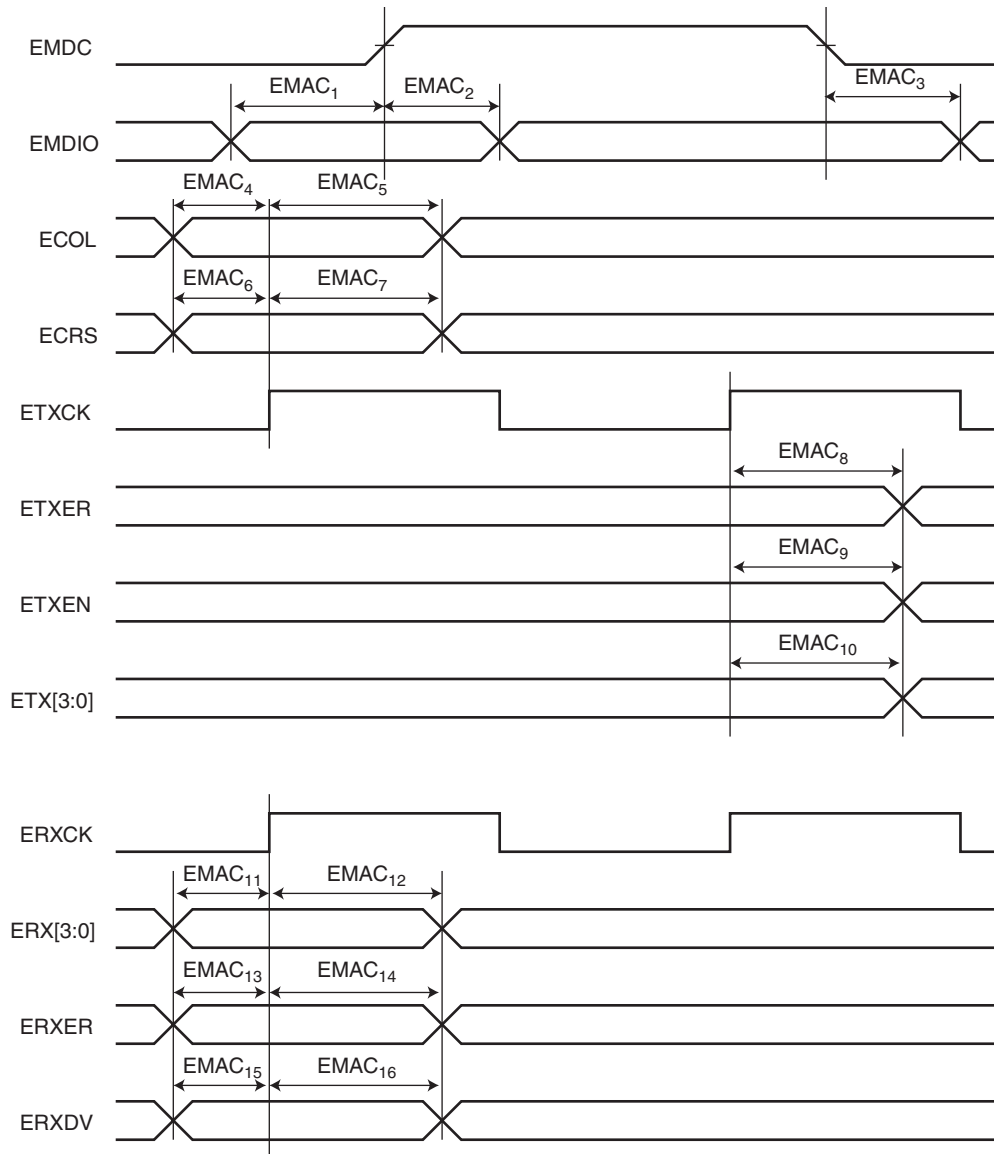 EMDC
EMAC1 EMAC2 EMAC3
EMDIO
EMAC4 EMAC5
ECOL
EMAC6 EMAC7
ECRS
ETXCK
EMAC8
ETXER
EMAC9
ETXEN
EMAC10
ETX[3:0]
ERXCK
EMAC11 EMAC12
ERX[3:0]
EMAC13 EMAC14
ERXER
EMAC15 EMAC16
ERXDV